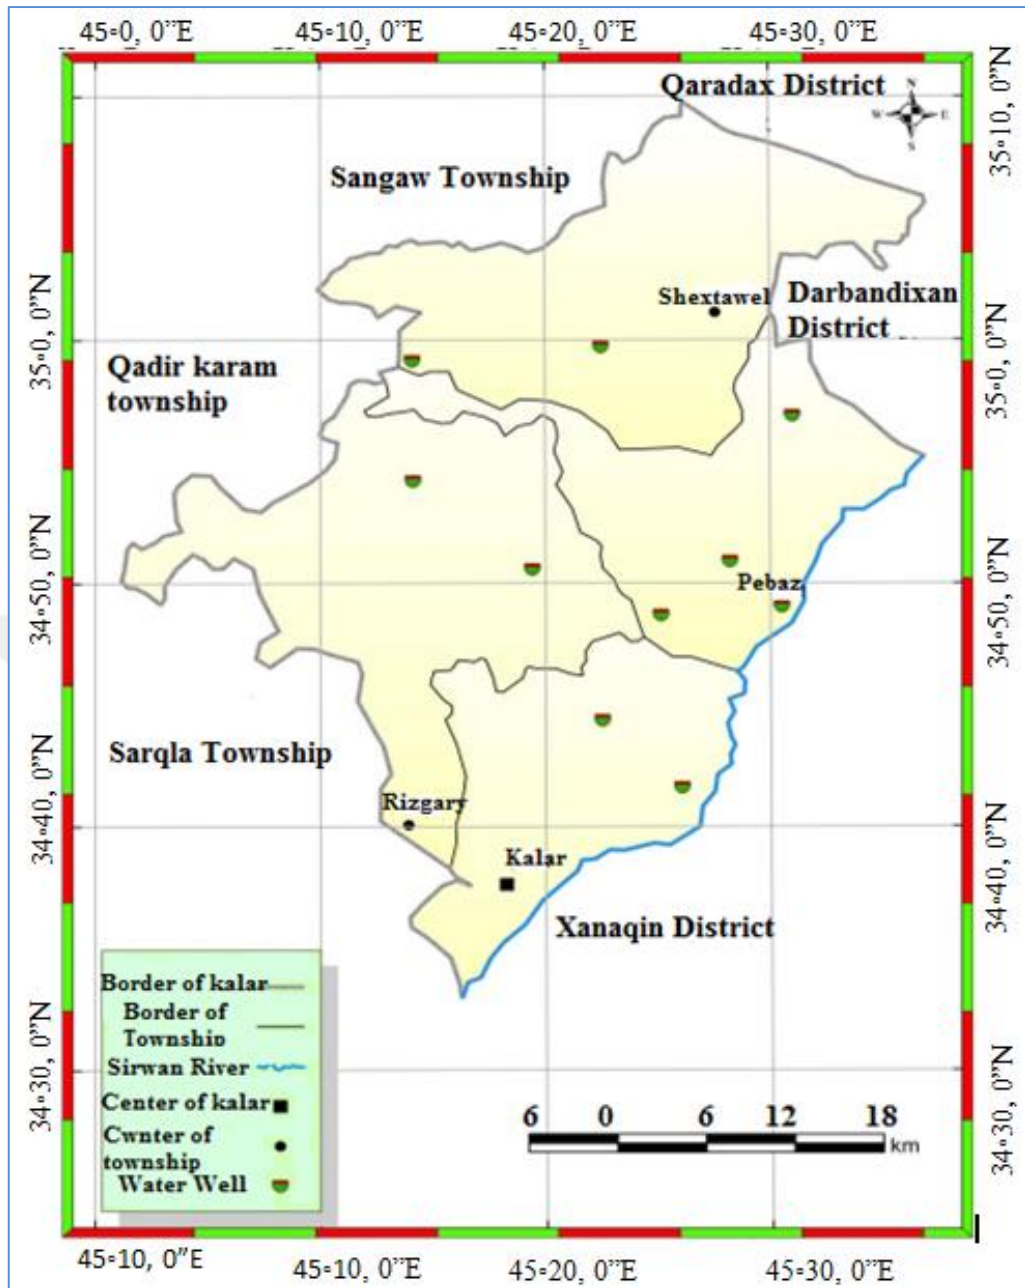 45◦0, 0”E 45◦10, 0”E 45◦20, 0”E 45◦30, 0”E
Qaradax District
N
W E
S
35◦10, 0”N
Sangaw Township
Shextawel
Darbandixan
District
35◦0, 0”N
35◦0, 0”N
Qadir karam
township
34◦50, 0”N
Pebaz
34◦50, 0”N
Sarqla Township
Rizgary
34◦40, 0”N
Kalar
34◦40, 0”N
Xanaqin District
Border of kalar
Border of
Township
Sirwan River
Center of kalar
Cwnter of
township
Water Well
34◦30, 0”N
6 0 6 12 18
km
34◦30, 0”N
45◦10, 0”E 45◦10, 0”E 45◦20, 0”E 45◦30, 0”E